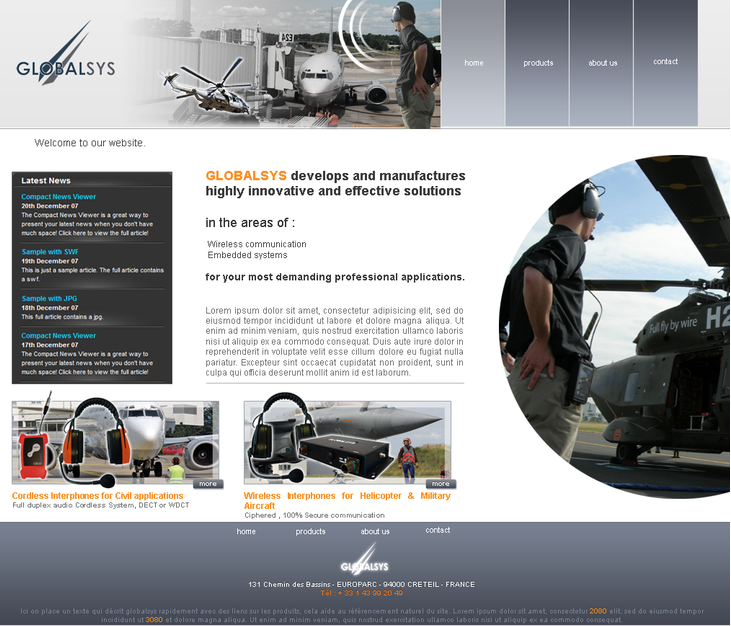 GLOBALSYS
E24
home
products
about us
contact
Welcome to our website.
Latest News
Compact News Viewer
20th December 07
The Compact News Viewer is a great way to
present your latest news when you don't have
much space! Click here to view the full article!
Sample with SWF
19th December 07
This is just a sample article. The full article contains
a swf.
Sample with JPG
18th December 07
This full article contains a jpg.
Compact News Viewer
17th December 07
The Compact News Viewer is a great way to
present your latest news when you don't have
much space! Click here to view the full article!
GLOBALSYS develops and manufactures
highly innovative and effective solutions
in the areas of :
Wireless communication
Embedded systems
for your most demanding professional applications.
Lorem ipsum dolor sit amet, consectetur adipisicing elit, sed do
eiusmod tempor incididunt ut labore et dolore magna aliqua. Ut
enim ad minim veniam, quis nostrud exercitation ullamco laboris
nisi ut aliquip ex ea commodo consequat. Duis aute irure dolor in
reprehenderit in voluptate velit esse cillum dolore eu fugiat nulla
pariatur. Excepteur sint occaecat cupidatat non proident, sunt in
culpa qui officia deserunt mollit anim id est laborum.
Full fly by wire
more
Cordless Interphones for Civil applications
Full duplex audio Cordless System, DECT or WDCT
more
Wireless Interphones for Helicopter & Military
Aircraft
Ciphered , 100% Secure communication
home
products
about us
contact
GLOBALSYS
131 Chemin des Bassins - EUROPARC - 94000 CRETEIL - FRANCE
Tél : + 33 1 43 99 20 49
Ici on place un texte qui décrit globalsys rapidement avec des liens sur les produits, cela aide au référencement naturel du site. Lorem ipsum dolor sit amet, consectetui 2080 elit, sed do eiusmod tempor
incididunt ut 3080 et dolore magna aliqua. Ut enim ad minim veniam, quis nostrud exercitation ullamco laboris nisi ut aliquip ex ea commodo consequat.